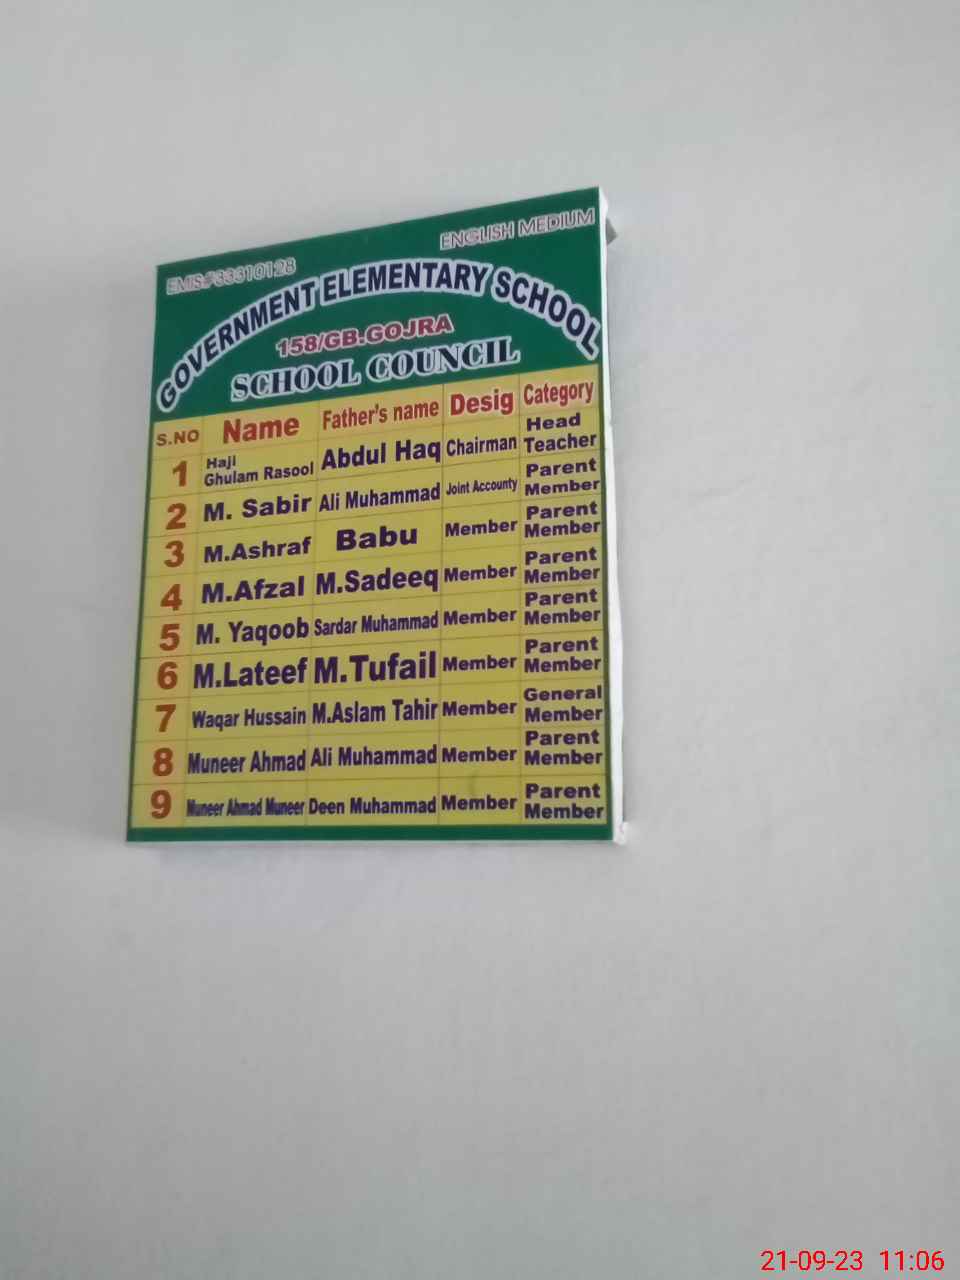 EMIS#33310128 ENGLISH MEDIUM
GOVERNMENT ELEMENTARY SCHOOL
158/GB.GOJRA
SCHOOL COUNCIL
S.NO Name Father's name Desig Category
1 Haji Ghulam Rasool Abdul Haq Chairman Head Teacher
2 M. Sabir Ali Muhammad Joint Accounty Parent Member
3 M.Ashraf Babu Member Parent Member
4 M.Afzal M.Sadeeq Member Parent Member
5 M. Yaqoob Sardar Muhammad Member Parent Member
6 M.Lateef M.Tufail Member Parent Member
7 Waqar Hussain M.Aslam Tahir Member General Member
8 Muneer Ahmad Ali Muhammad Member Parent Member
9 Muneer Ahmad Muneer Deen Muhammad Member Parent Member
21-09-23 11:06